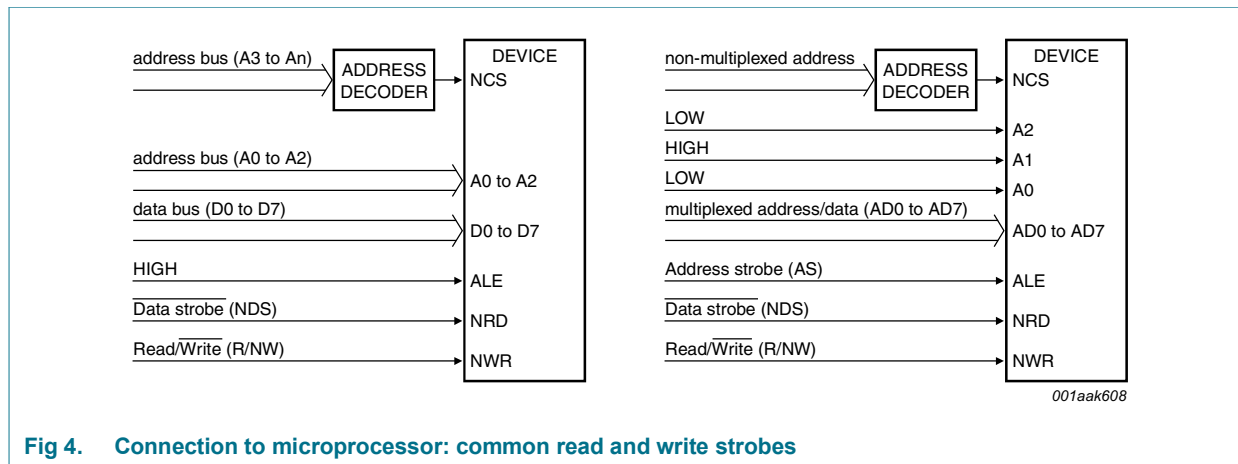 address bus (A3 to An)
ADDRESS
DECODER
DEVICE
NCS
address bus (A0 to A2)
A0 to A2
data bus (D0 to D7)
D0 to D7
HIGH
ALE
Data strobe (NDS)
NRD
Read/Write (R/NW)
NWR
non-multiplexed address
ADDRESS
DECODER
DEVICE
NCS
LOW
A2
HIGH
A1
LOW
A0
multiplexed address/data (AD0 to AD7)
AD0 to AD7
Address strobe (AS)
ALE
Data strobe (NDS)
NRD
Read/Write (R/NW)
NWR
001aak608
Fig 4. Connection to microprocessor: common read and write strobes